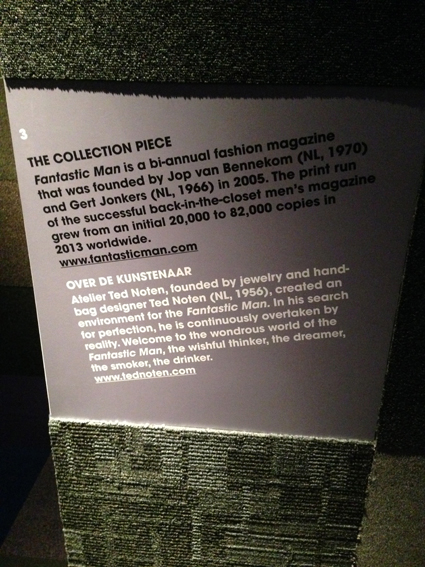 3
THE COLLECTION PIECE
Fantastic Man is a bi-annual fashion magazine
that was founded by Jop van Bennekom (NL, 1970)
and Gert Jonkers (NL, 1966) in 2005. The print run
of the successful back-in-the-closet men's magazine
grew from an initial 20,000 to 82,000 copies in
2013 worldwide.
www.fantasticman.com
OVER DE KUNSTENAAR
Atelier Ted Noten, founded by jewelry and hand-
bag designer Ted Noten (NL, 1956), created an
environment for the Fantastic Man. In his search
for perfection, he is continuously overtaken by
reality. Welcome to the wondrous world of the
Fantastic Man, the wishful thinker, the dreamer,
the smoker, the drinker.
www.tednoten.com